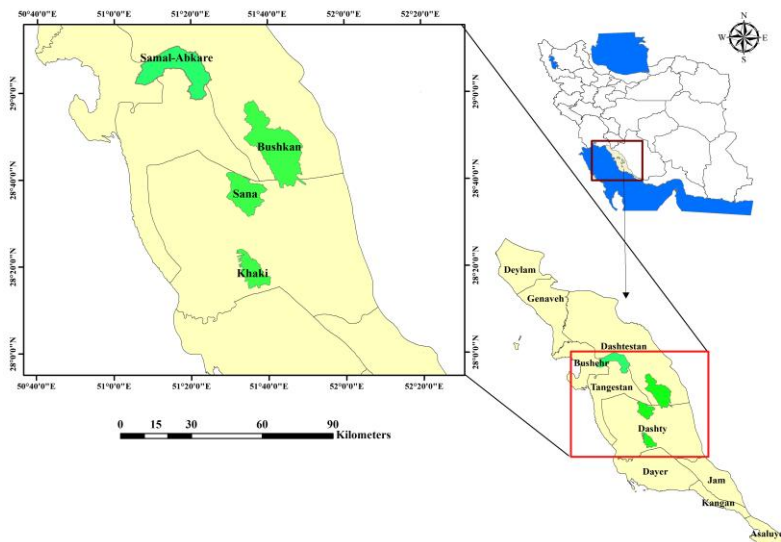 50°40'0"E 51°0'0"E 51°20'0"E 51°40'0"E 52°0'0"E 52°20'0"E
29°0'0"N
28°40'0"N
28°20'0"N
28°0'0"N
Samal-Abkare
Bushkan
Sana
Khaki
29°0'0"N
28°40'0"N
28°20'0"N
28°0'0"N
50°40'0"E 51°0'0"E 51°20'0"E 51°40'0"E 52°0'0"E 52°20'0"E
0 15 30 60 90
Kilometers
N
W E
S
Deylam
Genaveh
Dashtestan
Bushehr
Tangestan
Dashty
Dayer
Jam
Kangan
Asaluye